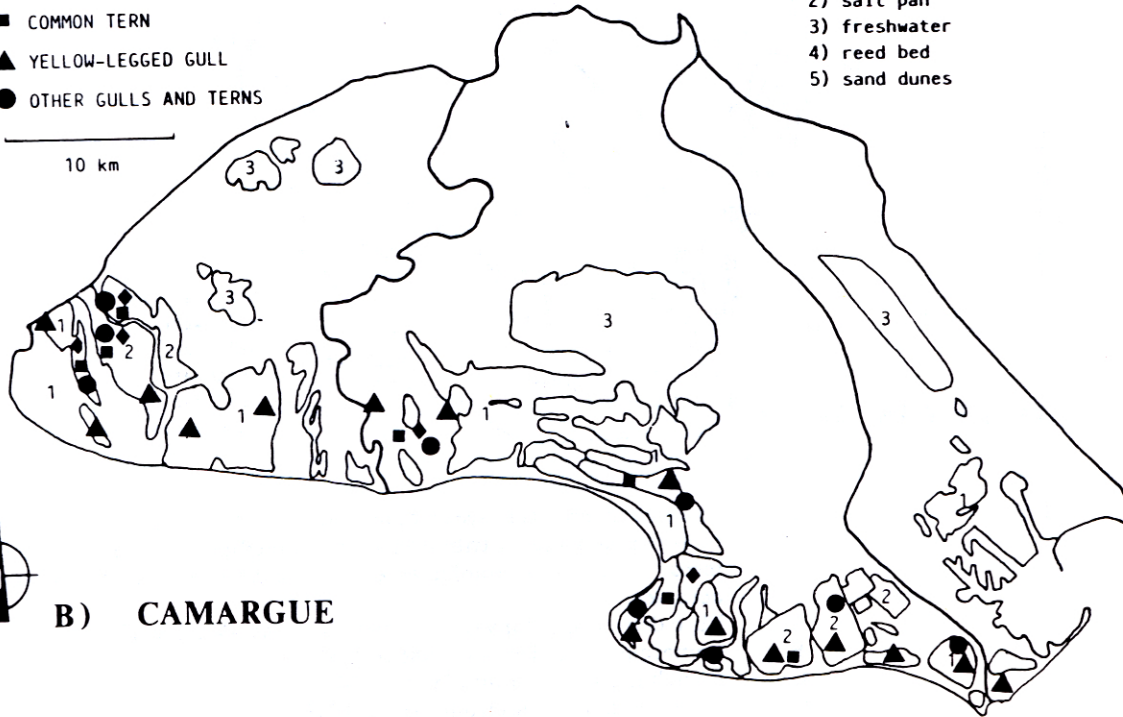 COMMON TERN
YELLOW-LEGGED GULL
OTHER GULLS AND TERNS
10 km
2) salt pan
3) freshwater
4) reed bed
5) sand dunes
3
3
3
3
3
1
2
2
1
1
1
1
1
1
1
2
2
2
1
B) CAMARGUE